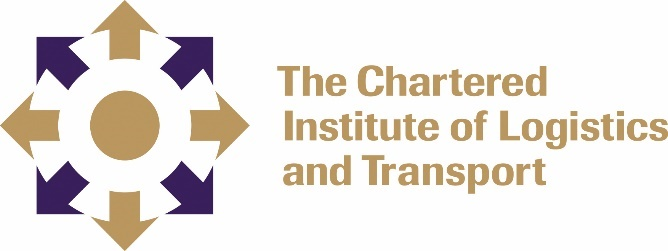 The Chartered
Institute of Logistics
and Transport